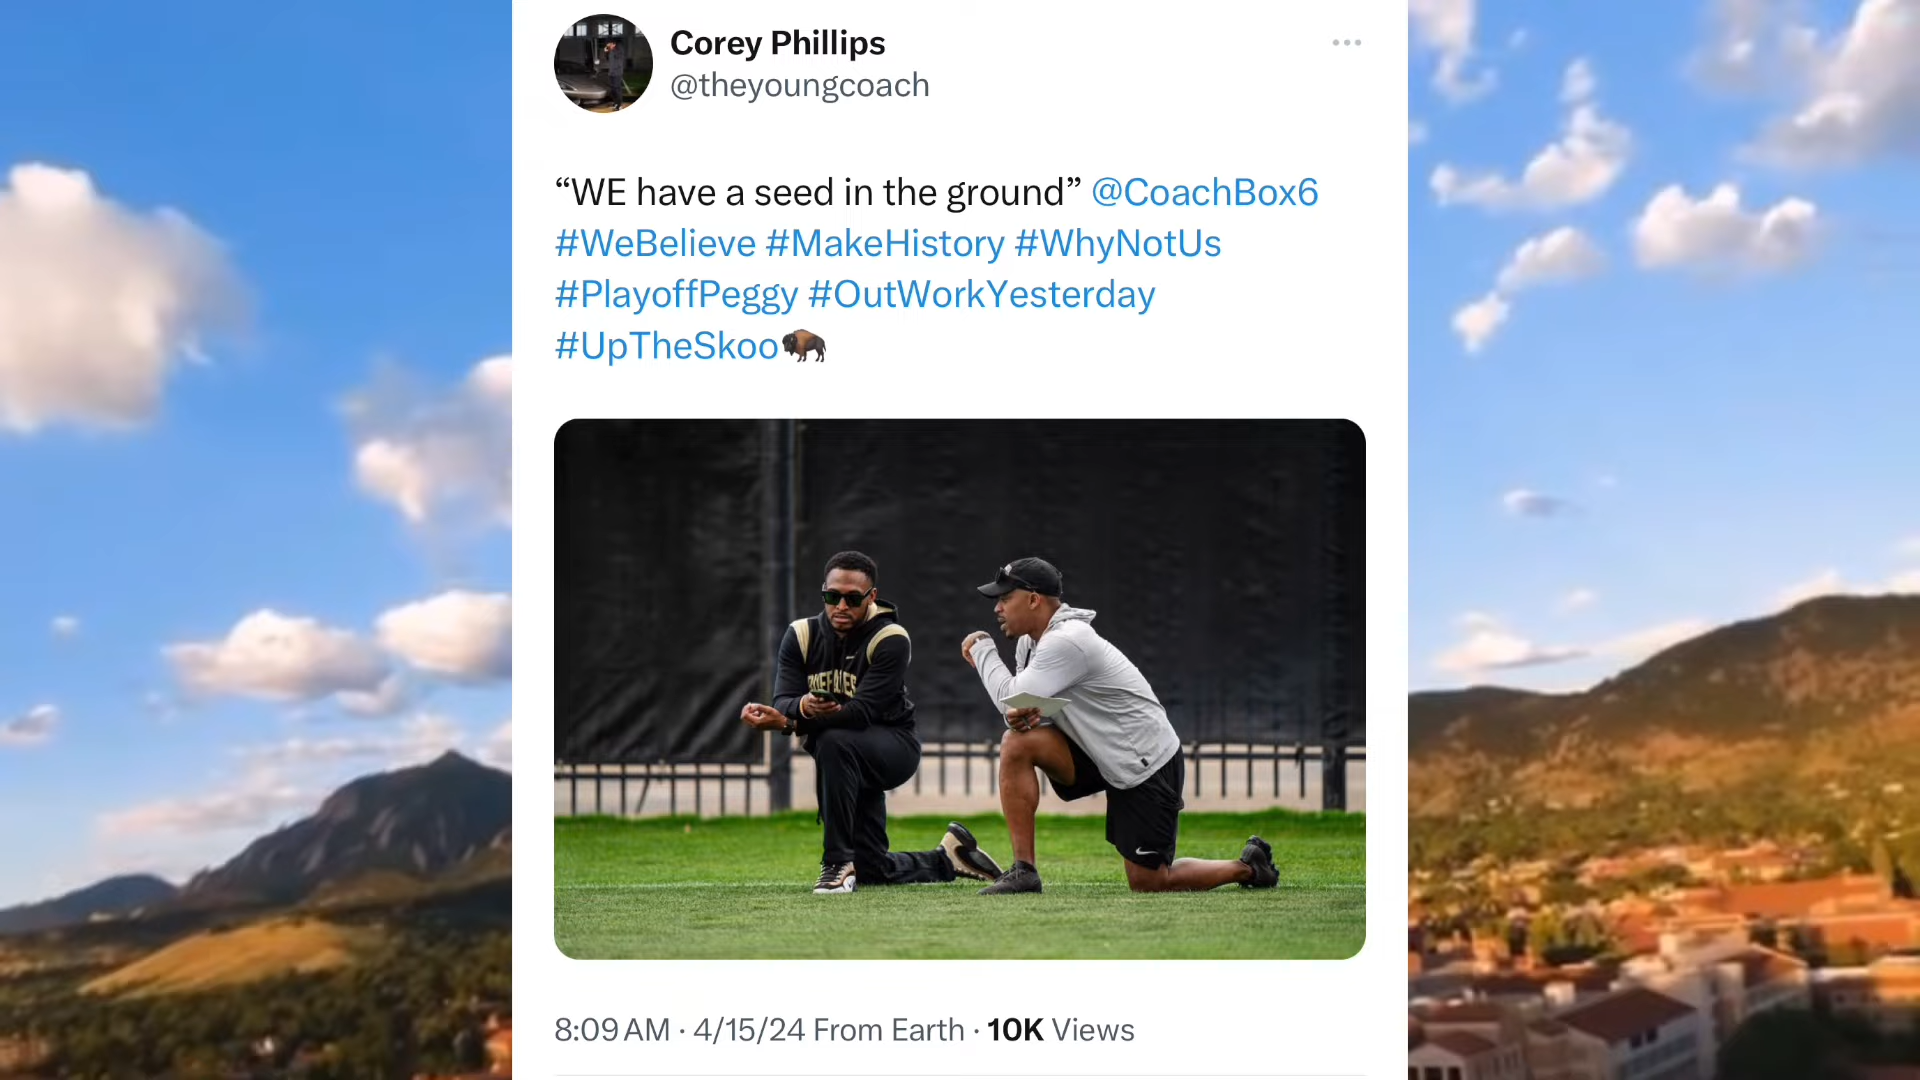 Corey Phillips
@theyoungcoach
“WE have a seed in the ground” @CoachBox6
#WeBelieve #MakeHistory #WhyNotUs
#PlayoffPeggy #OutWorkYesterday
#UpTheSkoo🦬
8:09 AM · 4/15/24 From Earth · 10K Views